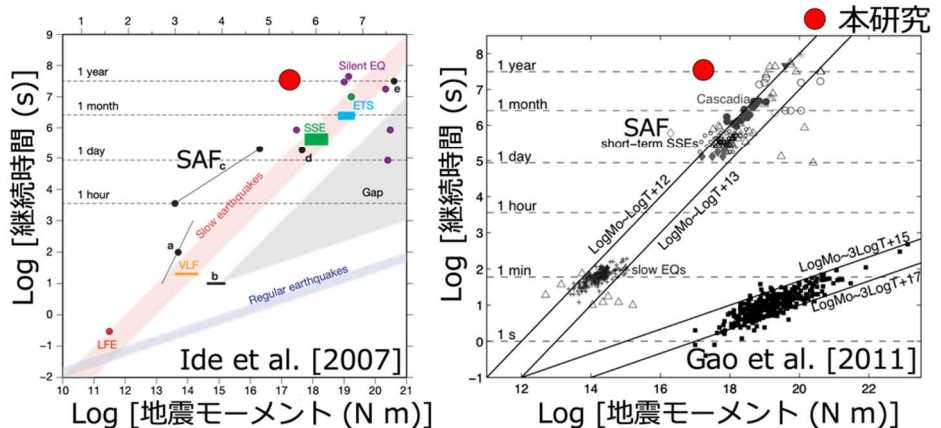 1 2 3 4 5 6 7
本研究
9
8
7
6
5
4
3
2
1
0
−1
−2
Log [継続時間 (s)]
1 year
1 month
1 day
1 hour
Silent EQ
e
ETS
SSE
d
SAF
c
Gap
Slow earthquakes
a
VLF
b
Regular earthquakes
LFE
Ide et al. [2007]
10 11 12 13 14 15 16 17 18 19 20 21
Log [地震モーメント (N m)]
8
7
6
5
4
3
2
1
0
−1
Log [継続時間 (s)]
1 year
1 month
1 day
1 hour
1 min
1 s
Cascadia
SAF
short-term SSEs
LogMo~LogT+12
LogMo~LogT+13
slow EQs
LogMo~3LogT+15
LogMo~3LogT+17
Gao et al. [2011]
12 14 16 18 20 22
Log [地震モーメント (N m)]